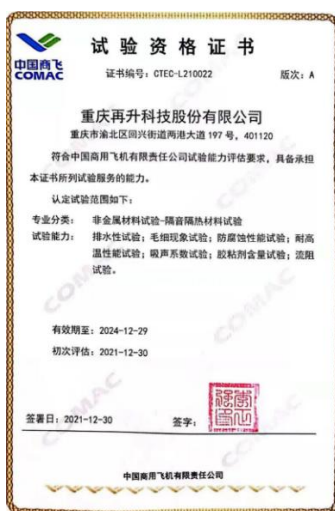 中国商飞
COMAC
试验资格证书
证书编号：CTEC-L210022 版次：A
重庆再升科技股份有限公司
重庆市渝北区回兴街道两港大道 197 号，401120
符合中国商用飞机有限责任公司试验能力评估要求，具备承担
本证书所列试验服务的能力。
认定试验范围如下：
专业分类： 非金属材料试验-隔音隔热材料试验
试验能力： 排水性试验；毛细现象试验；防腐蚀性能试验；耐高
温性能试验；吸声系数试验；胶粘剂含量试验；流阻
试验。
有效期至：2024-12-29
初次评估：2021-12-30
签署日：2021-12-30 签字：
中国商用飞机有限责任公司